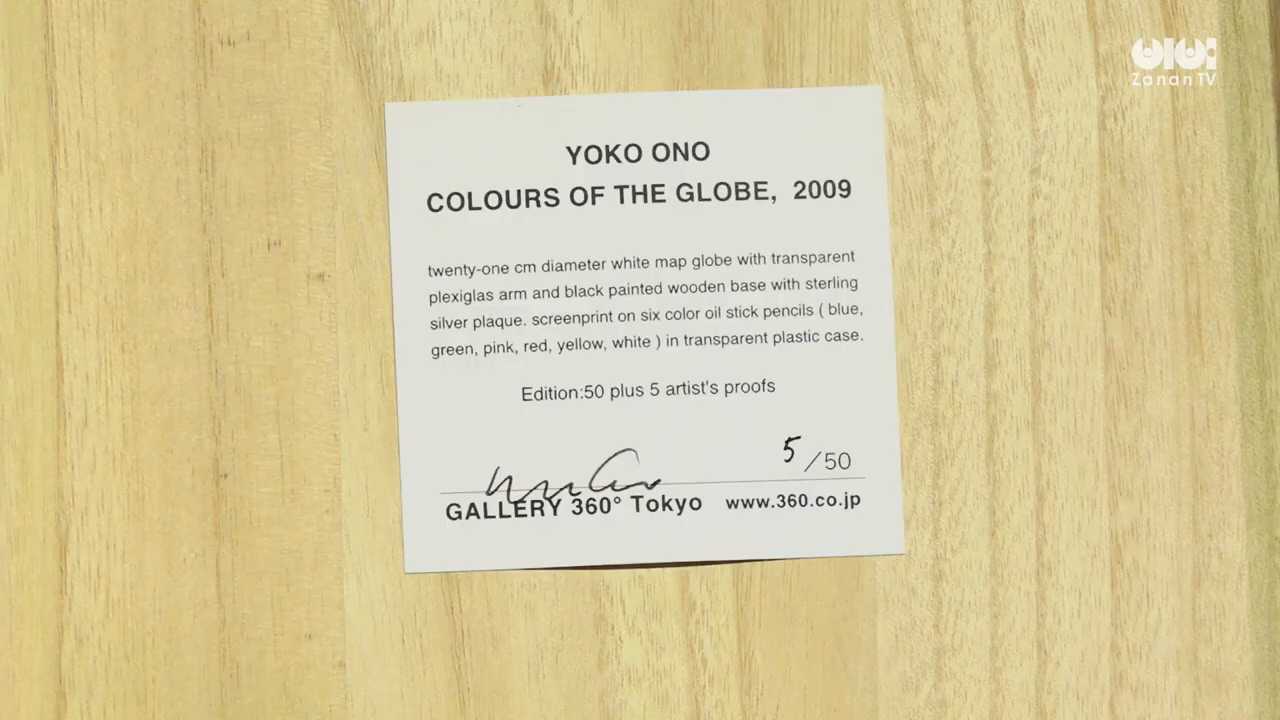 Zanan TV
YOKO ONO
COLOURS OF THE GLOBE, 2009
twenty-one cm diameter white map globe with transparent
plexiglas arm and black painted wooden base with sterling
silver plaque. screenprint on six color oil stick pencils ( blue,
green, pink, red, yellow, white ) in transparent plastic case.
Edition:50 plus 5 artist's proofs
5 /50
GALLERY 360° Tokyo www.360.co.jp